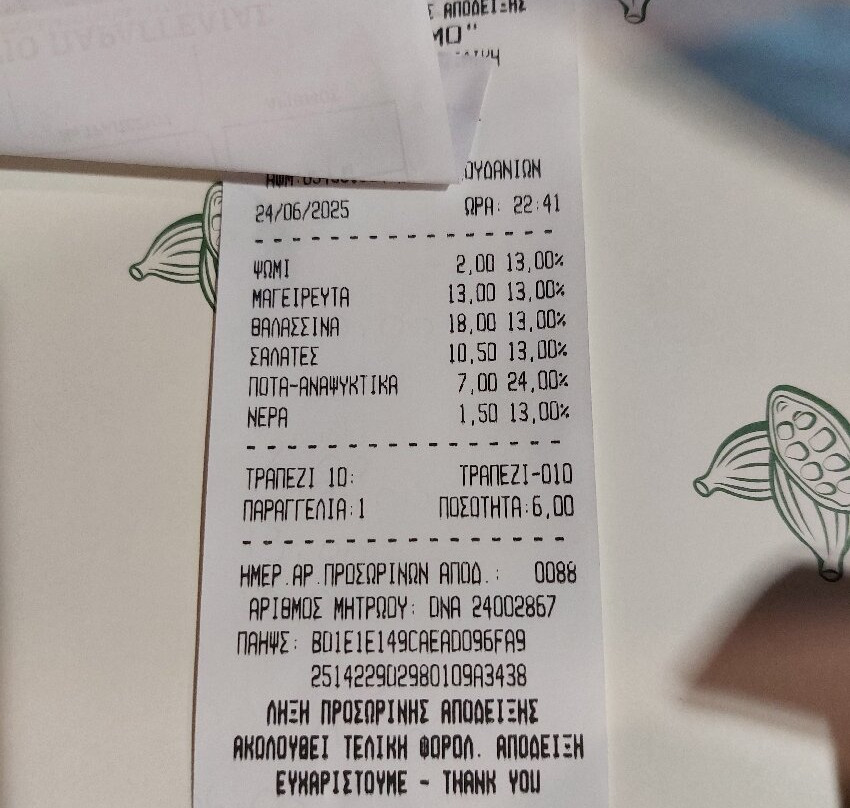 Σ ΑΠΟΔΕΙΞΗΣ
ΜΟ"
ΟΥΔΑΝΙΩΝ
24/06/2025 ΩΡΑ: 22:41
ΨΩΜΙ 2,00 13,00%
ΜΑΓΕΙΡΕΥΤΑ 13,00 13,00%
ΘΑΛΑΣΣΙΝΑ 18,00 13,00%
ΣΑΛΑΤΕΣ 10,50 13,00%
ΠΟΤΑ-ΑΝΑΨΥΚΤΙΚΑ 7,00 24,00%
ΝΕΡΑ 1,50 13,00%
ΤΡΑΠΕΖΙ 10: ΤΡΑΠΕΖΙ-010
ΠΑΡΑΓΓΕΛΙΑ:1 ΠΟΣΟΤΗΤΑ:6,00
ΗΜΕΡ.ΑΡ.ΠΡΟΣΩΡΙΝΩΝ ΑΠΟΔ.: 0088
ΑΡΙΘΜΟΣ ΜΗΤΡΩΟΥ: DNA 24002867
ΠΑΗΨΣ: BD1E1E149CAEAD096FA9
2514229D2980109A3438
ΛΗΞΗ ΠΡΟΣΩΡΙΝΗΣ ΑΠΟΔΕΙΞΗΣ
ΑΚΟΛΟΥΘΕΙ ΤΕΛΙΚΗ ΦΟΡΟΛ. ΑΠΟΔΕΙΞΗ
ΕΥΧΑΡΙΣΤΟΥΜΕ - THANK YOU